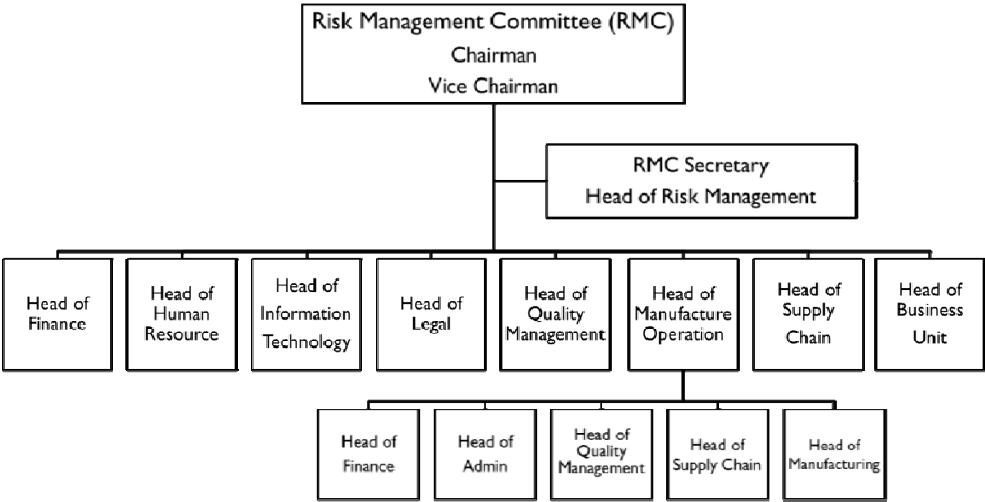 Risk Management Committee (RMC)
Chairman
Vice Chairman
RMC Secretary
Head of Risk Management
Head of
Finance
Head of
Human
Resource
Head of
Information
Technology
Head of
Legal
Head of
Quality
Management
Head of
Manufacture
Operation
Head of
Supply
Chain
Head of
Business
Unit
Head of
Finance
Head of
Admin
Head of
Quality
Management
Head of
Supply Chain
Head of
Manufacturing